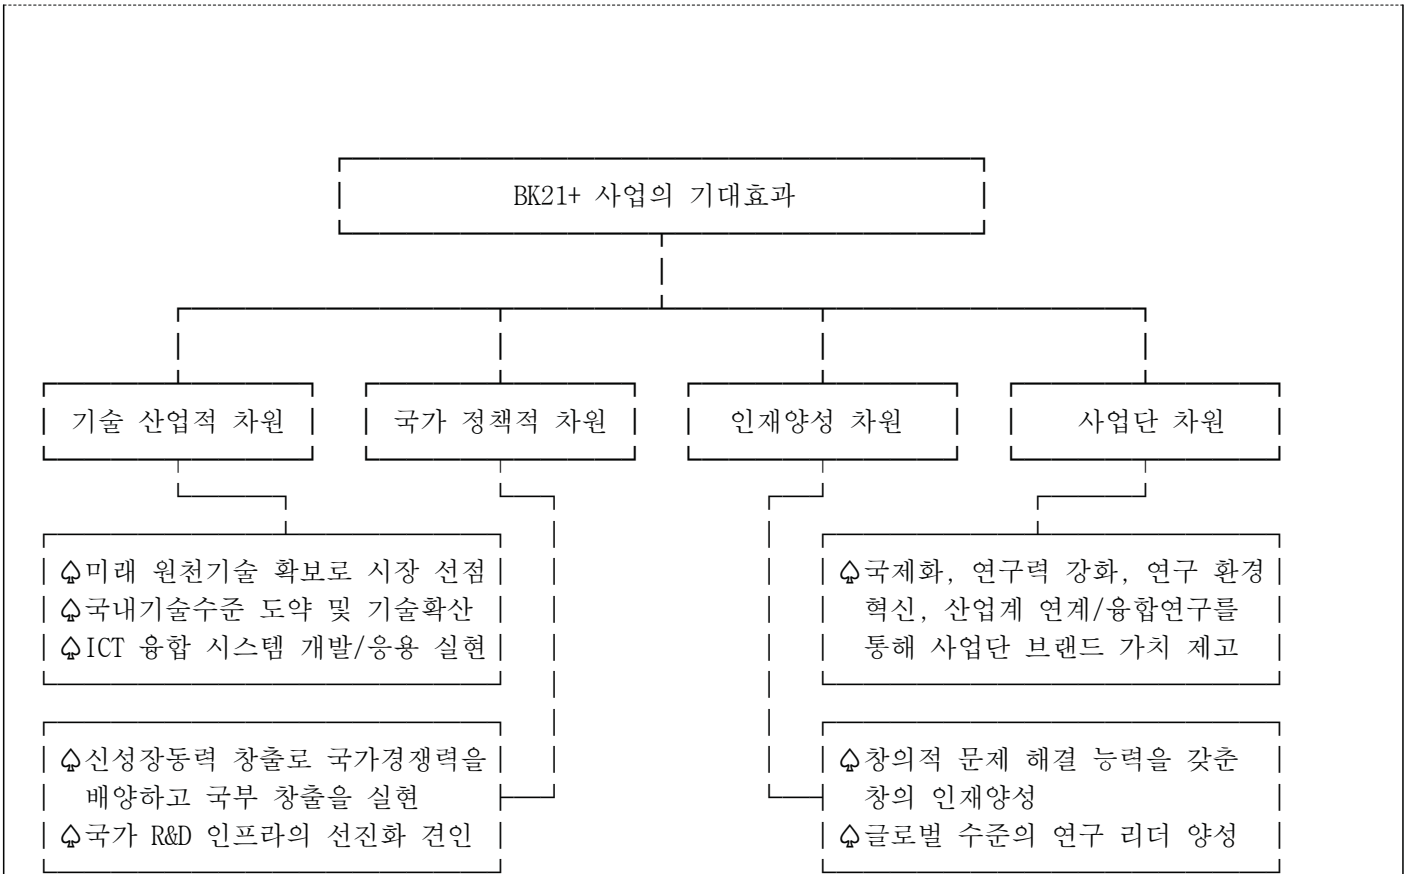 BK21+ 사업의 기대효과
기술 산업적 차원
국가 정책적 차원
인재양성 차원
사업단 차원
♤미래 원천기술 확보로 시장 선점
♤국내기술수준 도약 및 기술확산
♤ICT 융합 시스템 개발/응용 실현
♤국제화, 연구력 강화, 연구 환경
혁신, 산업계 연계/융합연구를
통해 사업단 브랜드 가치 제고
♤신성장동력 창출로 국가경쟁력을
배양하고 국부 창출을 실현
♤국가 R&D 인프라의 선진화 견인
♤창의적 문제 해결 능력을 갖춘
창의 인재양성
♤글로벌 수준의 연구 리더 양성